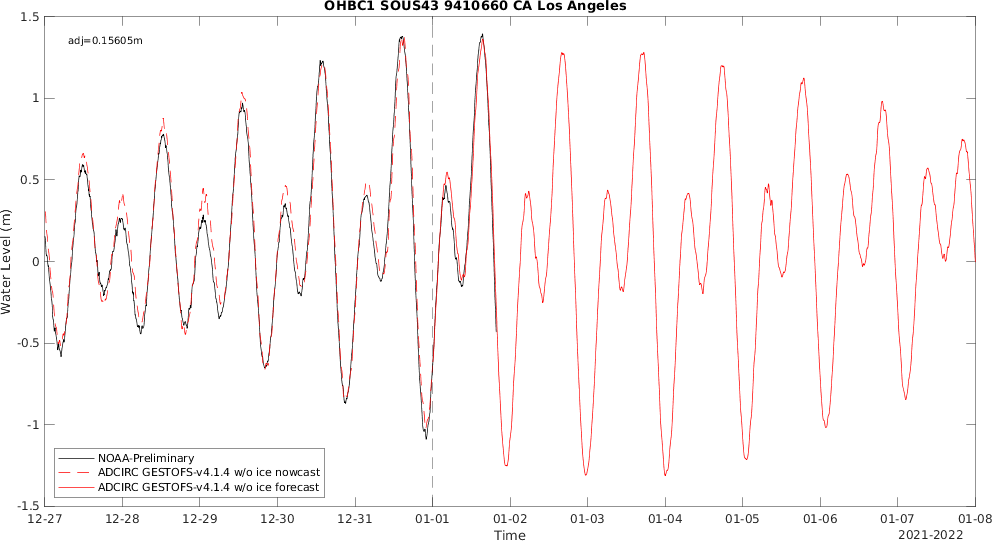 OHBC1 SOUS43 9410660 CA Los Angeles
adj=0.15605m
1.5
1
0.5
0
-0.5
-1
-1.5
Water Level (m)
NOAA-Preliminary
ADCIRC GESTOFS-v4.1.4 w/o ice nowcast
ADCIRC GESTOFS-v4.1.4 w/o ice forecast
12-27 12-28 12-29 12-30 12-31 01-01 01-02 01-03 01-04 01-05 01-06 01-07 01-08
Time
2021-2022